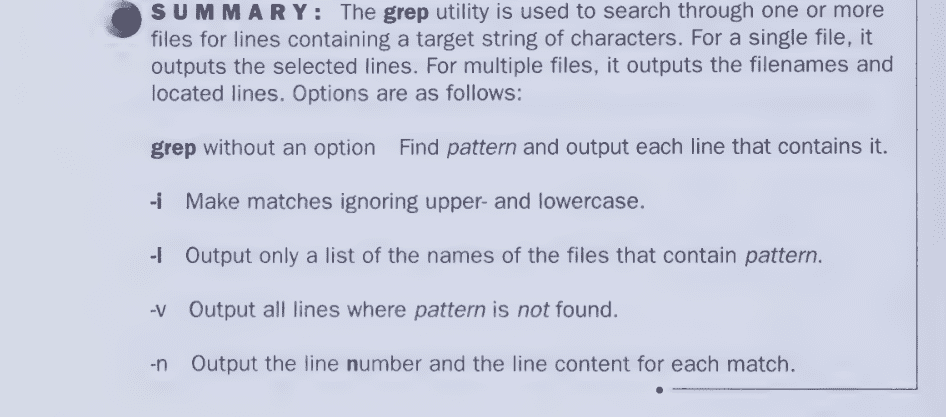 SUMMARY: The grep utility is used to search through one or more
files for lines containing a target string of characters. For a single file, it
outputs the selected lines. For multiple files, it outputs the filenames and
located lines. Options are as follows:
grep without an option Find pattern and output each line that contains it.
-i Make matches ignoring upper- and lowercase.
-l Output only a list of the names of the files that contain pattern.
-v Output all lines where pattern is not found.
-n Output the line number and the line content for each match.